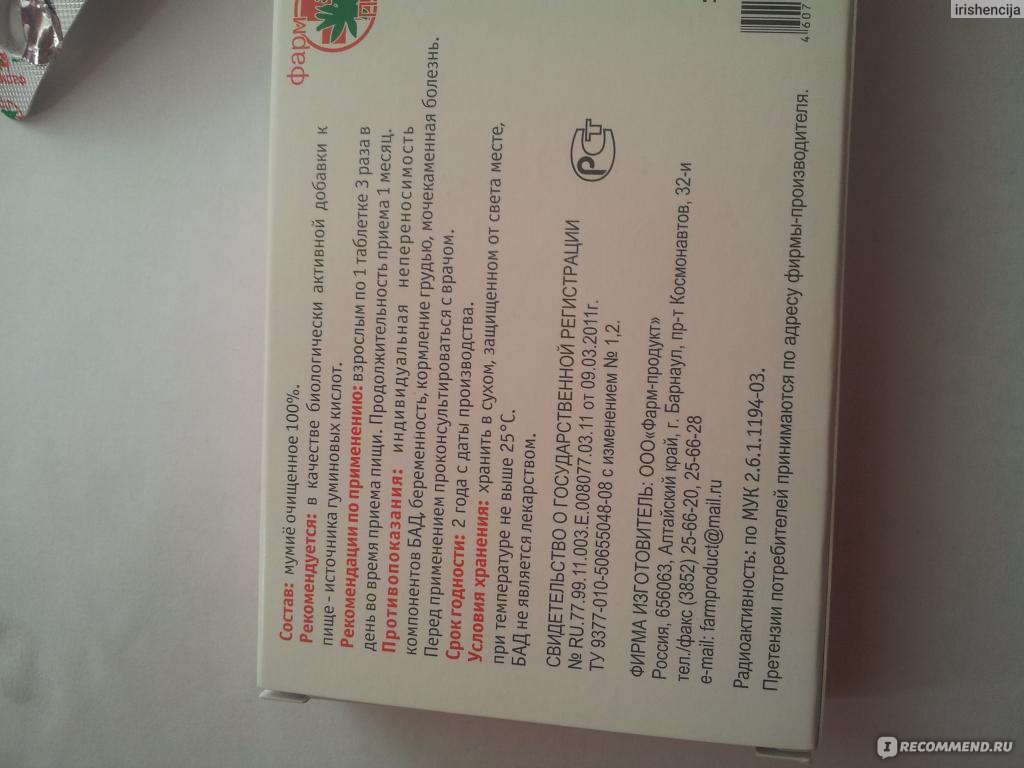 irishencija
фарм
4 607
Состав: мумиё очищенное 100%.
Рекомендуется: в качестве биологически активной добавки к
пище - источника гуминовых кислот.
Рекомендации по применению: взрослым по 1 таблетке 3 раза в
день во время приема пищи. Продолжительность приема 1 месяц.
Противопоказания: индивидуальная непереносимость
компонентов БАД, беременность, кормление грудью, мочекаменная болезнь.
Перед применением проконсультироваться с врачом.
Срок годности: 2 года с даты производства.
Условия хранения: хранить в сухом, защищенном от света месте,
при температуре не выше 25°С.
БАД не является лекарством.
СВИДЕТЕЛЬСТВО О ГОСУДАРСТВЕННОЙ РЕГИСТРАЦИИ
№ RU.77.99.11.003.Е.008077.03.11 от 09.03.2011г.
ТУ 9377-010-50655048-08 с изменением № 1,2.
РСТ
ФИРМА ИЗГОТОВИТЕЛЬ: ООО«Фарм-продукт»
Россия, 656063, Алтайский край, г. Барнаул, пр-т Космонавтов, 32-и
тел./факс (3852) 25-66-20, 25-66-28
e-mail: farmproduct@mail.ru
Радиоактивность: по МУК 2.6.1.1194-03.
Претензии потребителей принимаются по адресу фирмы-производителя.
IRECOMMEND.RU